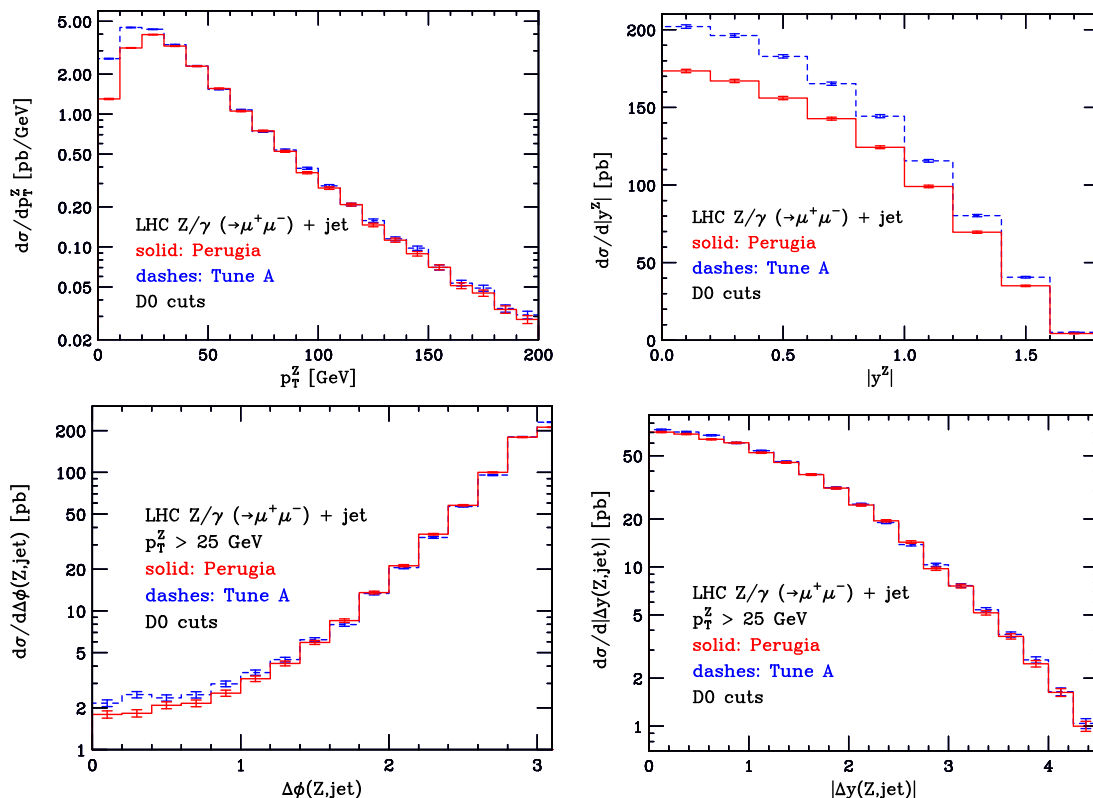 dσ/dp_T^Z [pb/GeV]
5.00
2.00
1.00
0.50
0.20
0.10
0.05
0.02
LHC Z/γ (→μ⁺μ⁻) + jet
solid: Perugia
dashes: Tune A
D0 cuts
0 50 100 150 200
p_T^Z [GeV]
dσ/d|y^Z| [pb]
200
150
100
50
0
LHC Z/γ (→μ⁺μ⁻) + jet
solid: Perugia
dashes: Tune A
D0 cuts
0.0 0.5 1.0 1.5
|y^Z|
dσ/dΔϕ(Z,jet) [pb]
200
100
50
20
10
5
2
1
LHC Z/γ (→μ⁺μ⁻) + jet
p_T^Z > 25 GeV
solid: Perugia
dashes: Tune A
D0 cuts
0 1 2 3
Δϕ(Z,jet)
dσ/d|Δy(Z,jet)| [pb]
50
20
10
5
2
1
LHC Z/γ (→μ⁺μ⁻) + jet
p_T^Z > 25 GeV
solid: Perugia
dashes: Tune A
D0 cuts
0 1 2 3 4
|Δy(Z,jet)|